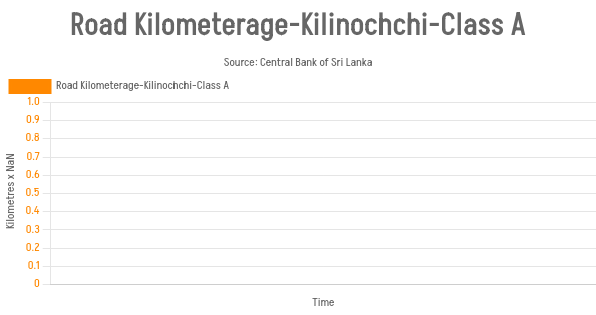 Road Kilometerage-Kilinochchi-Class A
Source: Central Bank of Sri Lanka
Road Kilometerage-Kilinochchi-Class A
Kilometres x NaN
1.0
0.9
0.8
0.7
0.6
0.5
0.4
0.3
0.2
0.1
0
Time